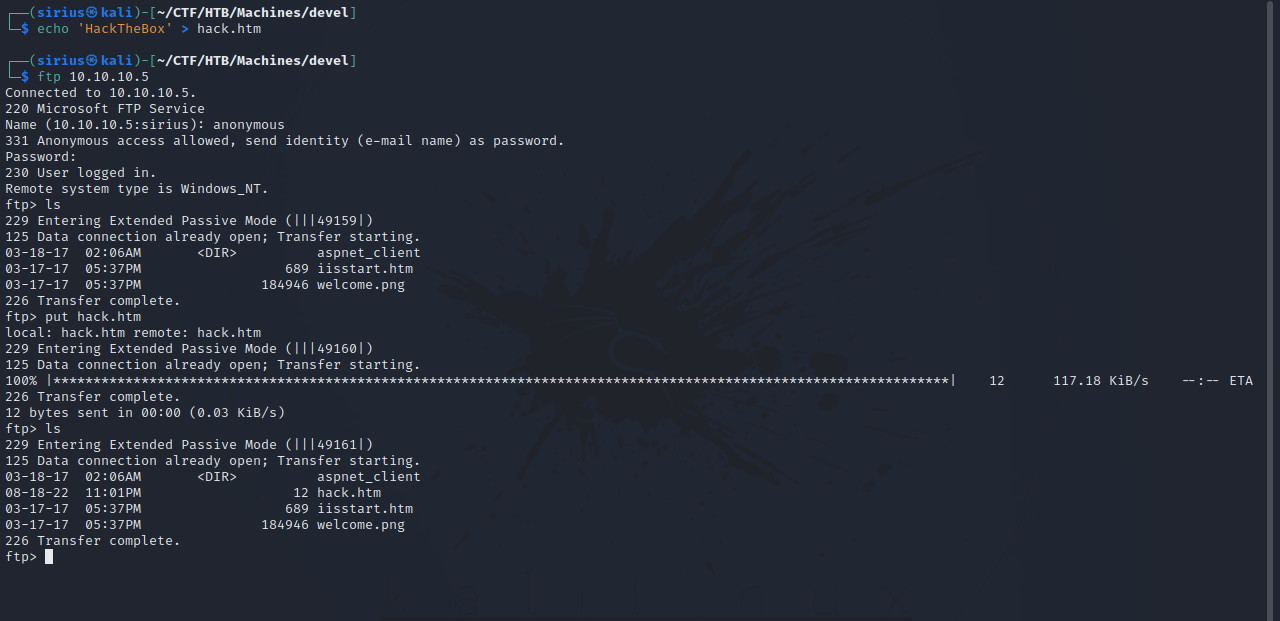 ┌──(sirius㉿kali)-[~/CTF/HTB/Machines/devel]
└─$ echo 'HackTheBox' > hack.htm
┌──(sirius㉿kali)-[~/CTF/HTB/Machines/devel]
└─$ ftp 10.10.10.5
Connected to 10.10.10.5.
220 Microsoft FTP Service
Name (10.10.10.5:sirius): anonymous
331 Anonymous access allowed, send identity (e-mail name) as password.
Password:
230 User logged in.
Remote system type is Windows_NT.
ftp> ls
229 Entering Extended Passive Mode (|||49159|)
125 Data connection already open; Transfer starting.
03-18-17  02:06AM       <DIR>          aspnet_client
03-17-17  05:37PM                  689 iisstart.htm
03-17-17  05:37PM               184946 welcome.png
226 Transfer complete.
ftp> put hack.htm
local: hack.htm remote: hack.htm
229 Entering Extended Passive Mode (|||49160|)
125 Data connection already open; Transfer starting.
100% |****************************************************************************************************************| 12 117.18 KiB/s --:-- ETA
226 Transfer complete.
12 bytes sent in 00:00 (0.03 KiB/s)
ftp> ls
229 Entering Extended Passive Mode (|||49161|)
125 Data connection already open; Transfer starting.
03-18-17  02:06AM       <DIR>          aspnet_client
08-18-22  11:01PM                   12 hack.htm
03-17-17  05:37PM                  689 iisstart.htm
03-17-17  05:37PM               184946 welcome.png
226 Transfer complete.
ftp>